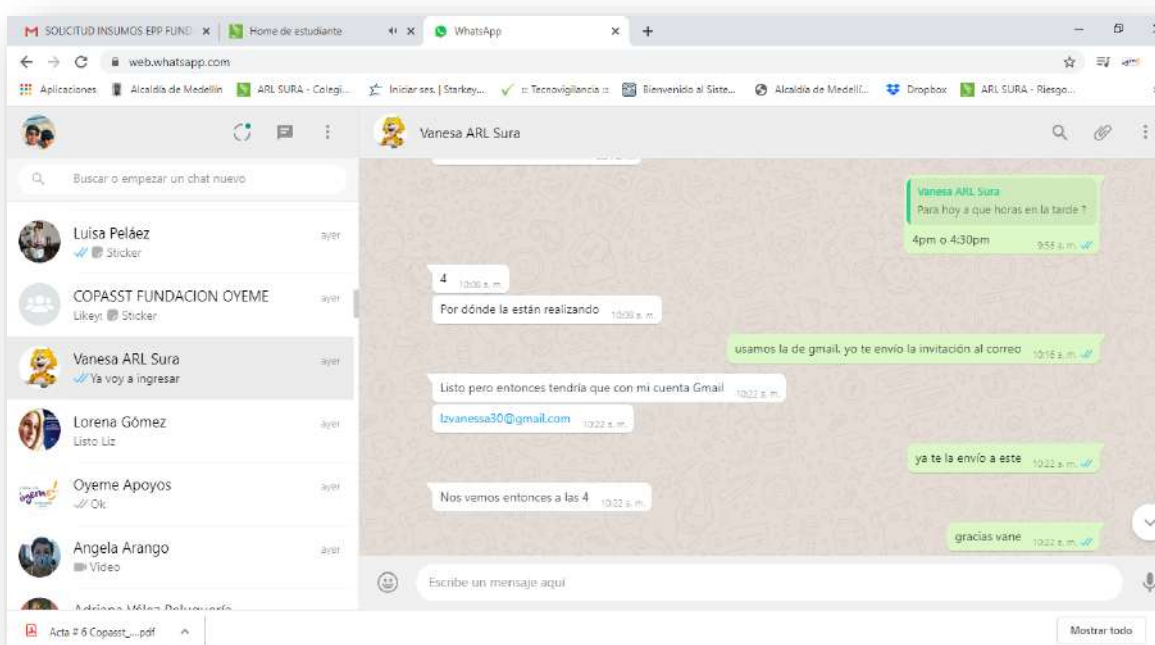 SOLICITUD INSUMOS EPP FUND
Home de estudiante
WhatsApp
web.whatsapp.com
Aplicaciones
Alcaldía de Medellín
ARL SURA - Colegi...
Iniciar ses. | Starkey...
:: Tecnovigilancia ::
Bienvenido al Siste...
Alcaldía de Medellí...
Dropbox
ARL SURA - Riesgo...
Vanesa ARL Sura
Buscar o empezar un chat nuevo
Luisa Peláez
ayer
Sticker
COPASST FUNDACION OYEME
ayer
Likey: Sticker
Vanesa ARL Sura
ayer
Ya voy a ingresar
Lorena Gómez
ayer
Listo Liz
Oyeme Apoyos
ayer
Ok
Angela Arango
ayer
Video
Adriana Vélez Peluquería
Vanesa ARL Sura
Para hoy a que horas en la tarde ?
4pm o 4:30pm
9:55 a. m.
4
10:08 a. m.
Por dónde la están realizando
10:08 a. m.
usamos la de gmail. yo te envío la invitación al correo
10:16 a. m.
Listo pero entonces tendría que con mi cuenta Gmail
10:22 a. m.
lzvanessa30@gmail.com
10:22 a. m.
ya te la envío a este
10:22 a. m.
Nos vemos entonces a las 4
10:22 a. m.
gracias vane
10:22 a. m.
Escribe un mensaje aquí
Acta # 6 Copasst_....pdf
Mostrar todo